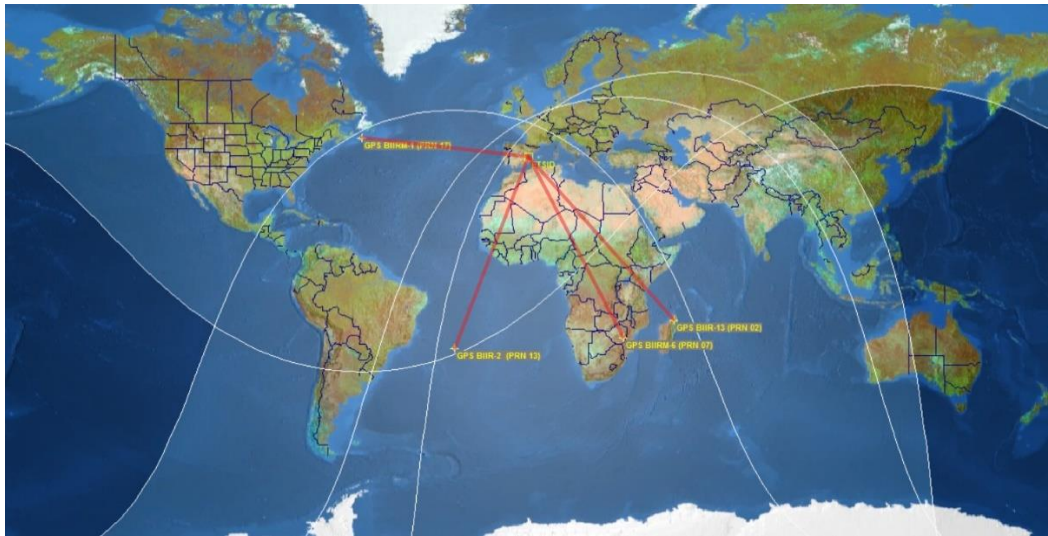 GPS BIIRM-1 (PRN 17)
GPS BIIR-13 (PRN 02)
GPS BIIRM-6 (PRN 07)
GPS BIIR-2 (PRN 13)